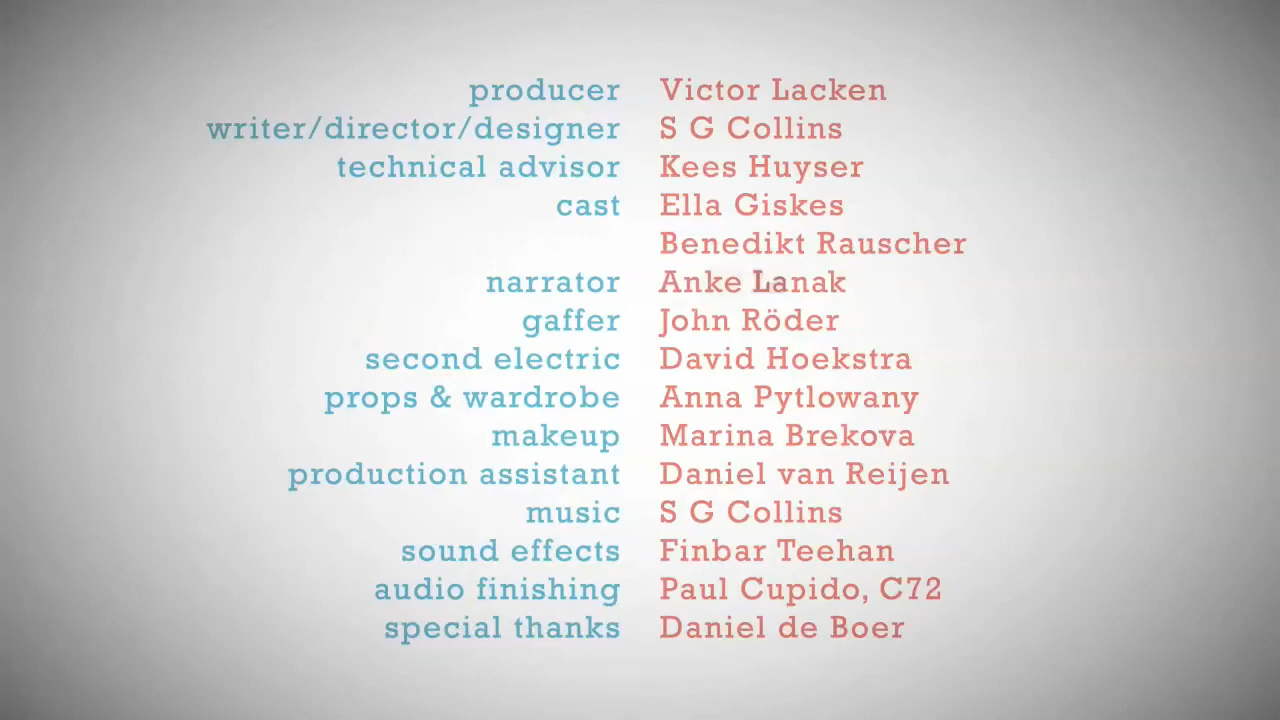 producer Victor Lacken
writer/director/designer S G Collins
technical advisor Kees Huyser
cast Ella Giskes
Benedikt Rauscher
narrator Anke Lanak
gaffer John Röder
second electric David Hoekstra
props & wardrobe Anna Pytlowany
makeup Marina Brekova
production assistant Daniel van Reijen
music S G Collins
sound effects Finbar Teehan
audio finishing Paul Cupido, C72
special thanks Daniel de Boer